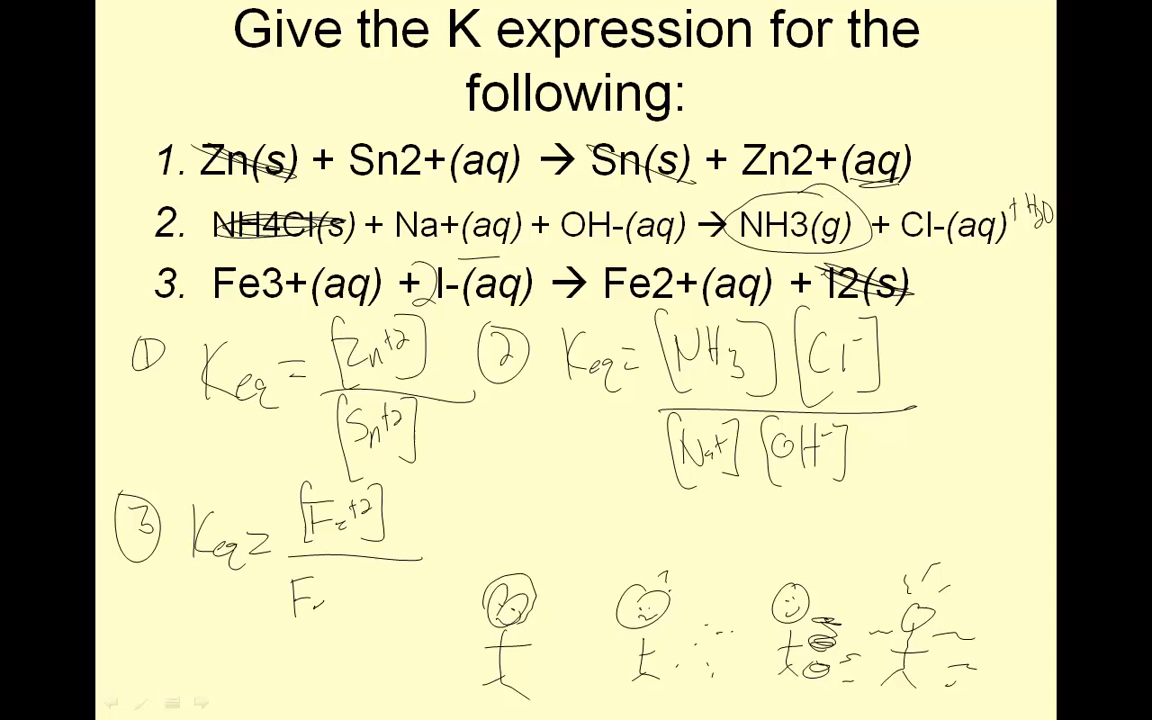 Give the K expression for the
following:
1. Zn(s) + Sn2+(aq) → Sn(s) + Zn2+(aq)
2. NH4Cl(s) + Na+(aq) + OH-(aq) → NH3(g) + Cl-(aq) + H2O
3. Fe3+(aq) + 2I-(aq) → Fe2+(aq) + I2(s)
① Keq = [Zn+2] / [Sn+2]
② Keq = [NH3] [Cl-] / [Na+] [OH-]
③ Keq = [Fe+2] / Fe